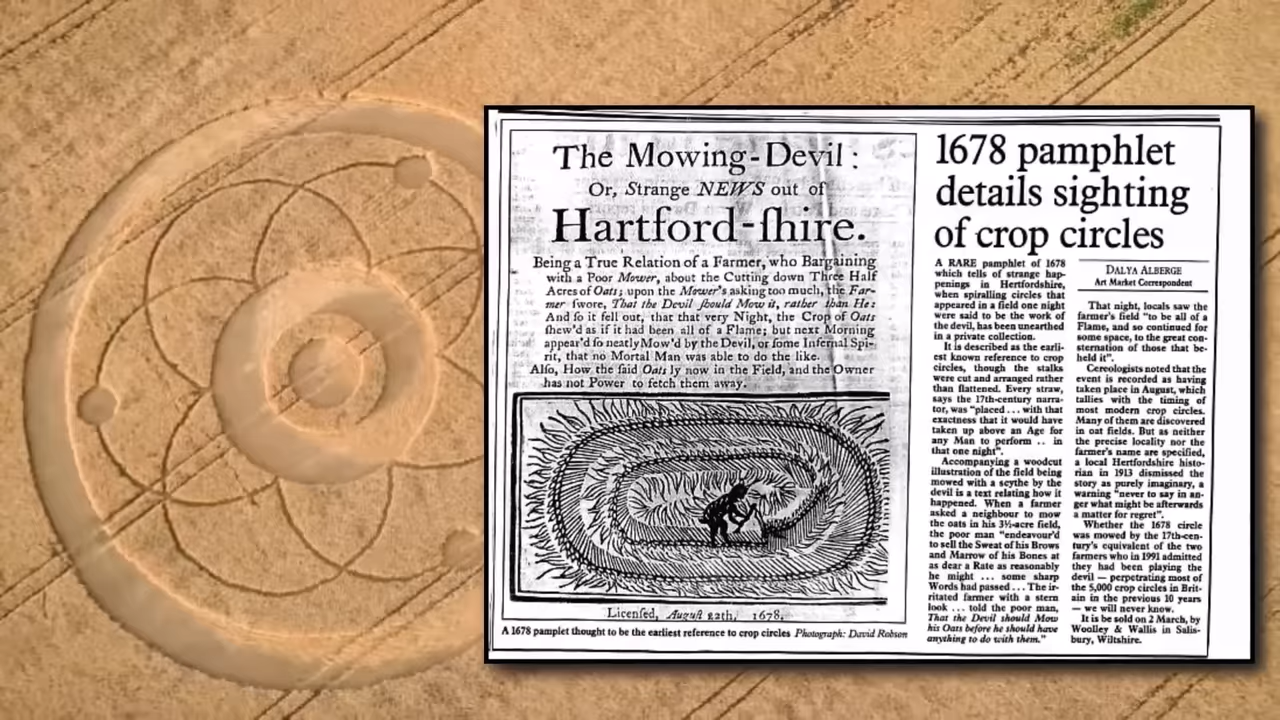 The Mowing-Devil:
Or, Strange NEWS out of
Hartford-ſhire.
Being a True Relation of a Farmer, who Bargaining
with a Poor Mower, about the Cutting down Three Half
Acres of Oats; upon the Mower's asking too much, the Far-
mer ſwore, That the Devil ſhould Mow it, rather than He:
And ſo it fell out, that that very Night, the Crop of Oats
ſhew'd as if it had been all of a Flame; but next Morning
appear'd ſo neatly Mow'd by the Devil, or ſome Infernal Spi-
rit, that no Mortal Man was able to do the like.
Alſo, How the ſaid Oats ly now in the Field, and the Owner
has not Power to fetch them away.
Licenſed, Auguſt 22th, 1678.
A 1678 pamplet thought to be the earliest reference to crop circles Photograph: David Robson
1678 pamphlet
details sighting
of crop circles
A RARE pamphlet of 1678
which tells of strange hap-
penings in Hertfordshire,
when spiralling circles that
appeared in a field one night
were said to be the work of
the devil, has been unearthed
in a private collection.
It is described as the earli-
est known reference to crop
circles, though the stalks
were cut and arranged rather
than flattened. Every straw,
says the 17th-century narra-
tor, was "placed ... with that
exactness that it would have
taken up above an Age for
any Man to perform .. in
that one night".
Accompanying a woodcut
illustration of the field being
mowed with a scythe by the
devil is a text relating how it
happened. When a farmer
asked a neighbour to mow
the oats in his 3½-acre field,
the poor man "endeavour'd
to sell the Sweat of his Brows
and Marrow of his Bones at
as dear a Rate as reasonably
he might ... some sharp
Words had passed ... The ir-
ritated farmer with a stern
look ... told the poor man,
That the Devil should Mow
his Oats before he should have
anything to do with them."
DALYA ALBERGE
Art Market Correspondent
That night, locals saw the
farmer's field "to be all of a
Flame, and so continued for
some space, to the great con-
sternation of those that be-
held it".
Cereologists noted that the
event is recorded as having
taken place in August, which
tallies with the timing of
most modern crop circles.
Many of them are discovered
in oat fields. But as neither
the precise locality nor the
farmer's name are specified,
a local Hertfordshire histo-
rian in 1913 dismissed the
story as purely imaginary, a
warning "never to say in an-
ger what might be afterwards
a matter for regret".
Whether the 1678 circle
was mowed by the 17th-cen-
tury's equivalent of the two
farmers who in 1991 admitted
they had been playing the
devil — perpetrating most of
the 5,000 crop circles in Brit-
ain in the previous 10 years
— we will never know.
It is be sold on 2 March, by
Woolley & Wallis in Salis-
bury, Wiltshire.